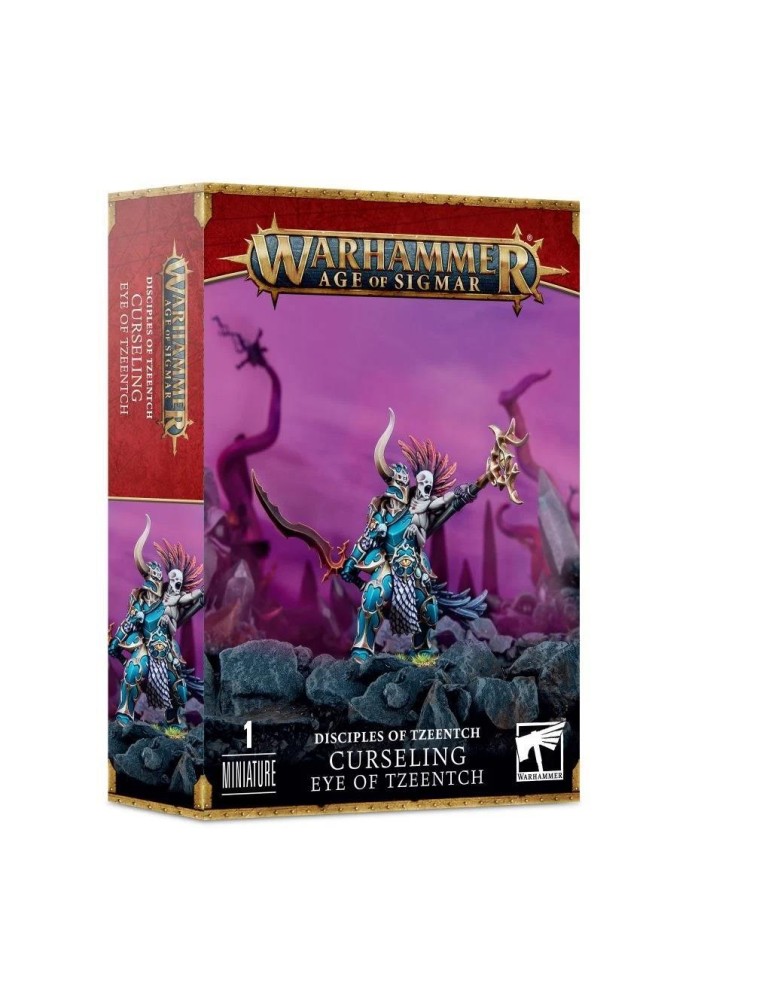 WARHAMMER
AGE OF SIGMAR
®
DISCIPLES OF TZEENTCH
CURSELING
EYE OF TZEENTCH
1
MINIATURE
WARHAMMER
WARHAMMER
AGE OF SIGMAR
DISCIPLES OF TZEENTCH
CURSELING
EYE OF TZEENTCH